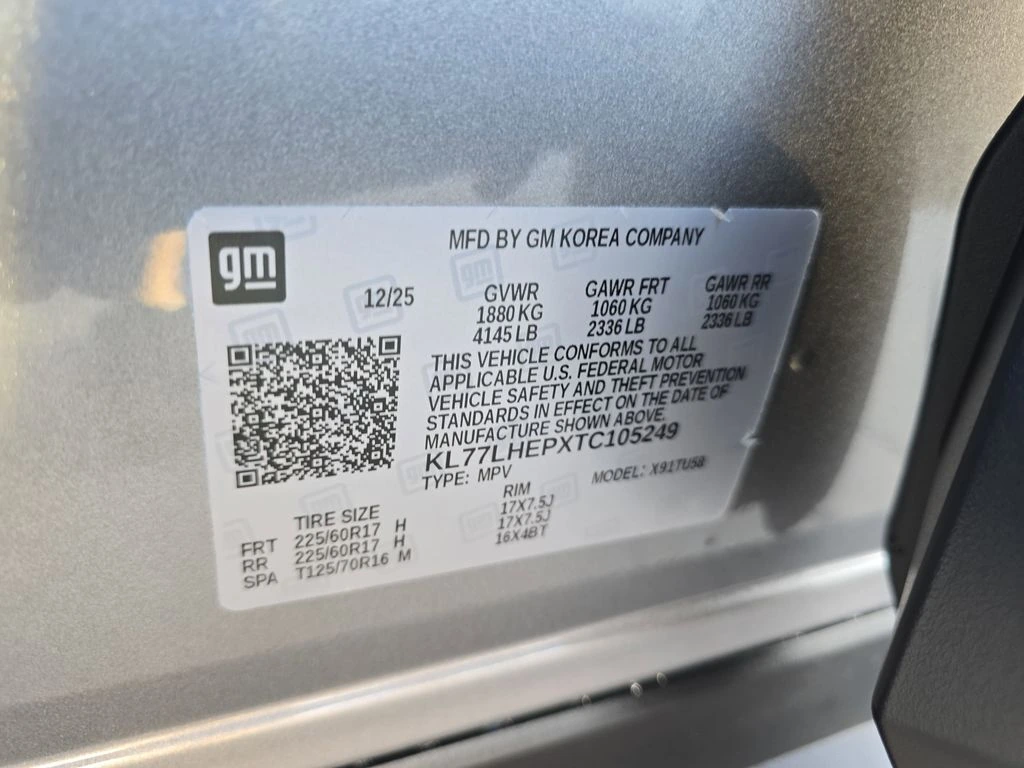 gm
MFD BY GM KOREA COMPANY
12/25
GVWR GAWR FRT GAWR RR
1880 KG 1060 KG 1060 KG
4145 LB 2336 LB 2336 LB
THIS VEHICLE CONFORMS TO ALL
APPLICABLE U.S. FEDERAL MOTOR
VEHICLE SAFETY AND THEFT PREVENTION
STANDARDS IN EFFECT ON THE DATE OF
MANUFACTURE SHOWN ABOVE.
KL77LHEPXTC105249
TYPE: MPV MODEL: X91TU58
TIRE SIZE RIM
FRT 225/60R17 H 17X7.5J
RR 225/60R17 H 17X7.5J
SPA T125/70R16 M 16X4BT